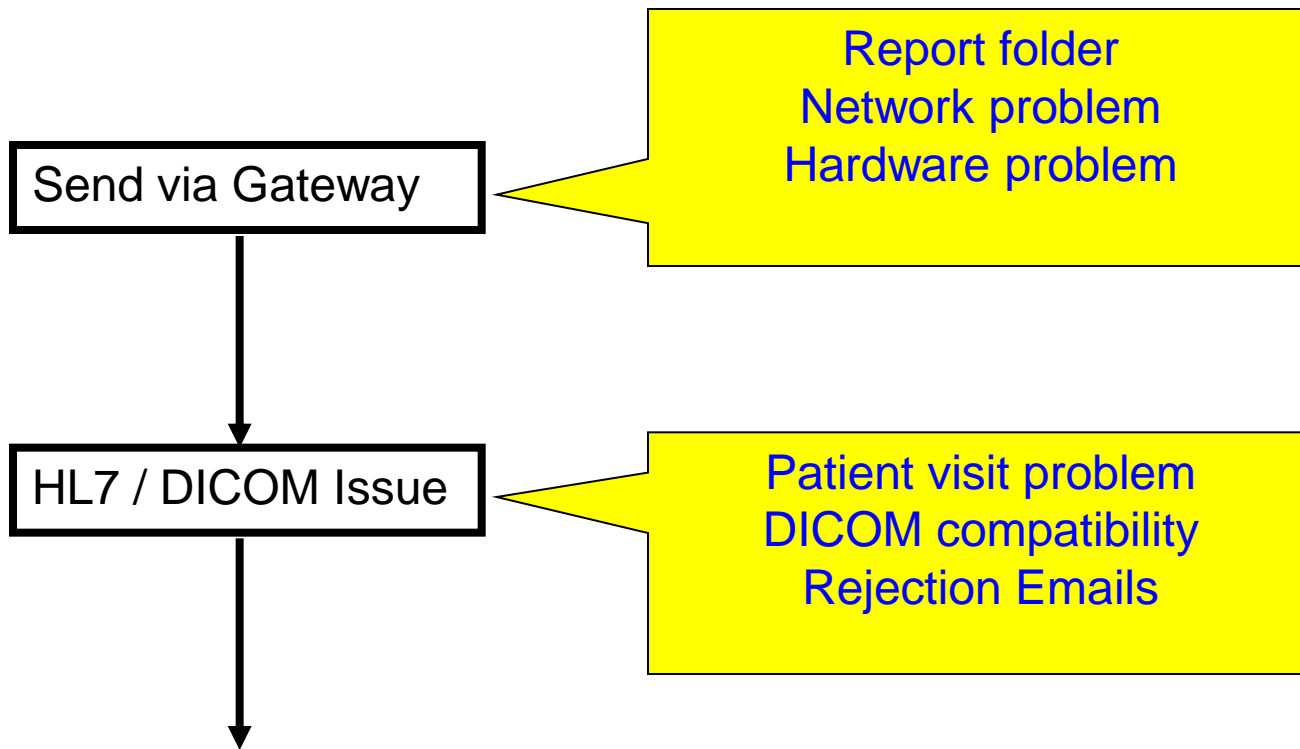 Report folder
Network problem
Hardware problem
Send via Gateway
HL7 / DICOM Issue
Patient visit problem
DICOM compatibility
Rejection Emails